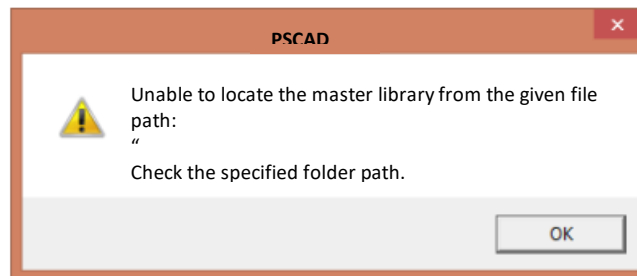 PSCAD
Unable to locate the master library from the given file
path:
“
Check the specified folder path.
OK